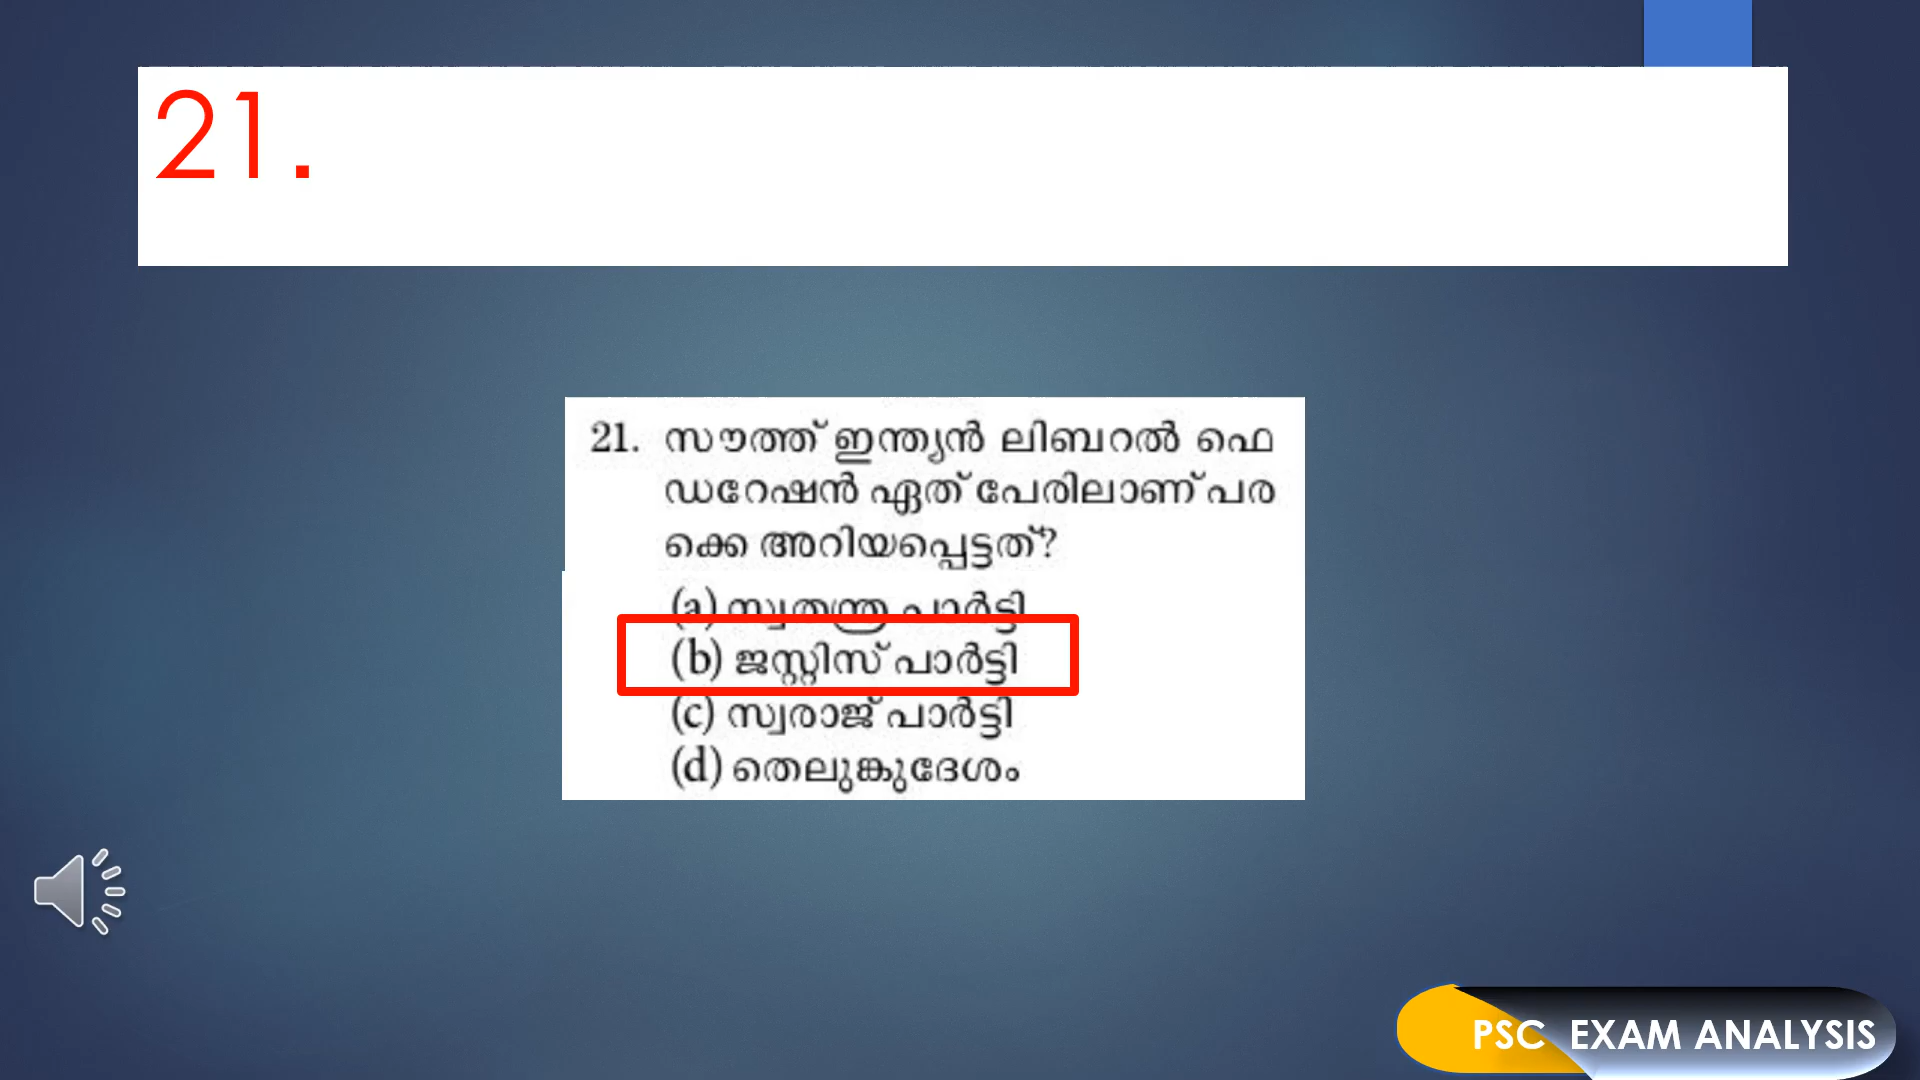 21.
21. സൗത്ത് ഇന്ത്യൻ ലിബറൽ ഫെ
ഡറേഷൻ ഏത് പേരിലാണ് പര
ക്കെ അറിയപ്പെട്ടത്?
(a) സ്വതന്ത്ര പാർട്ടി
(b) ജസ്റ്റിസ് പാർട്ടി
(c) സ്വരാജ് പാർട്ടി
(d) തെലുങ്കുദേശം
PSC EXAM ANALYSIS